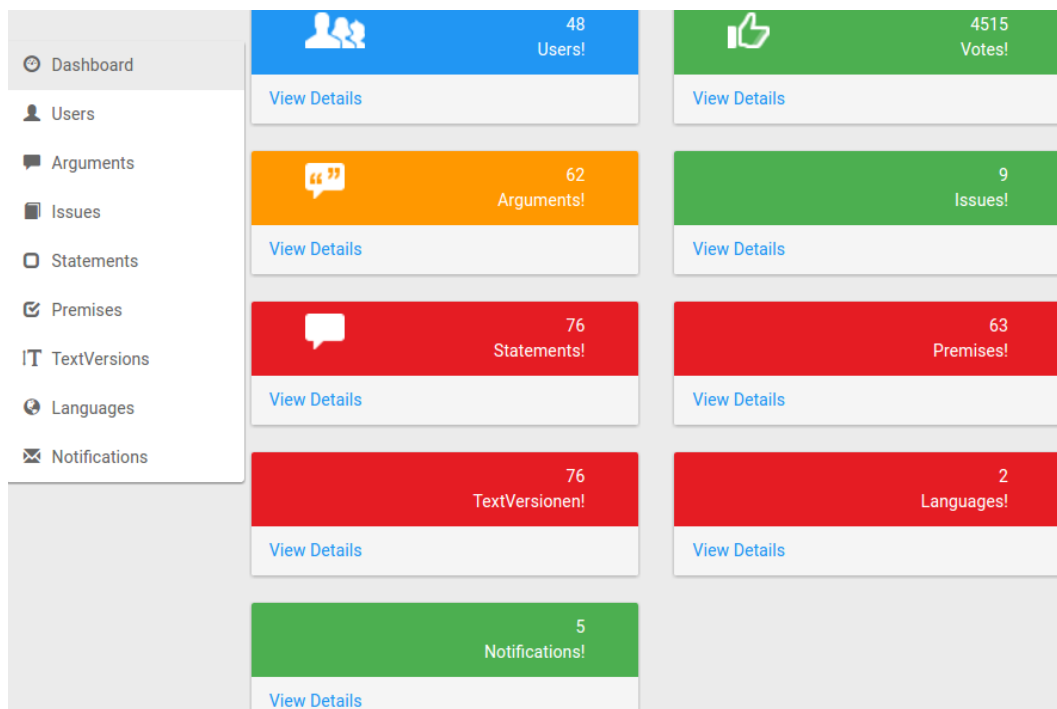 Dashboard
Users
Arguments
Issues
Statements
Premises
TextVersions
Languages
Notifications
48
Users!
View Details
4515
Votes!
View Details
62
Arguments!
View Details
9
Issues!
View Details
76
Statements!
View Details
63
Premises!
View Details
76
TextVersionen!
View Details
2
Languages!
View Details
5
Notifications!
View Details